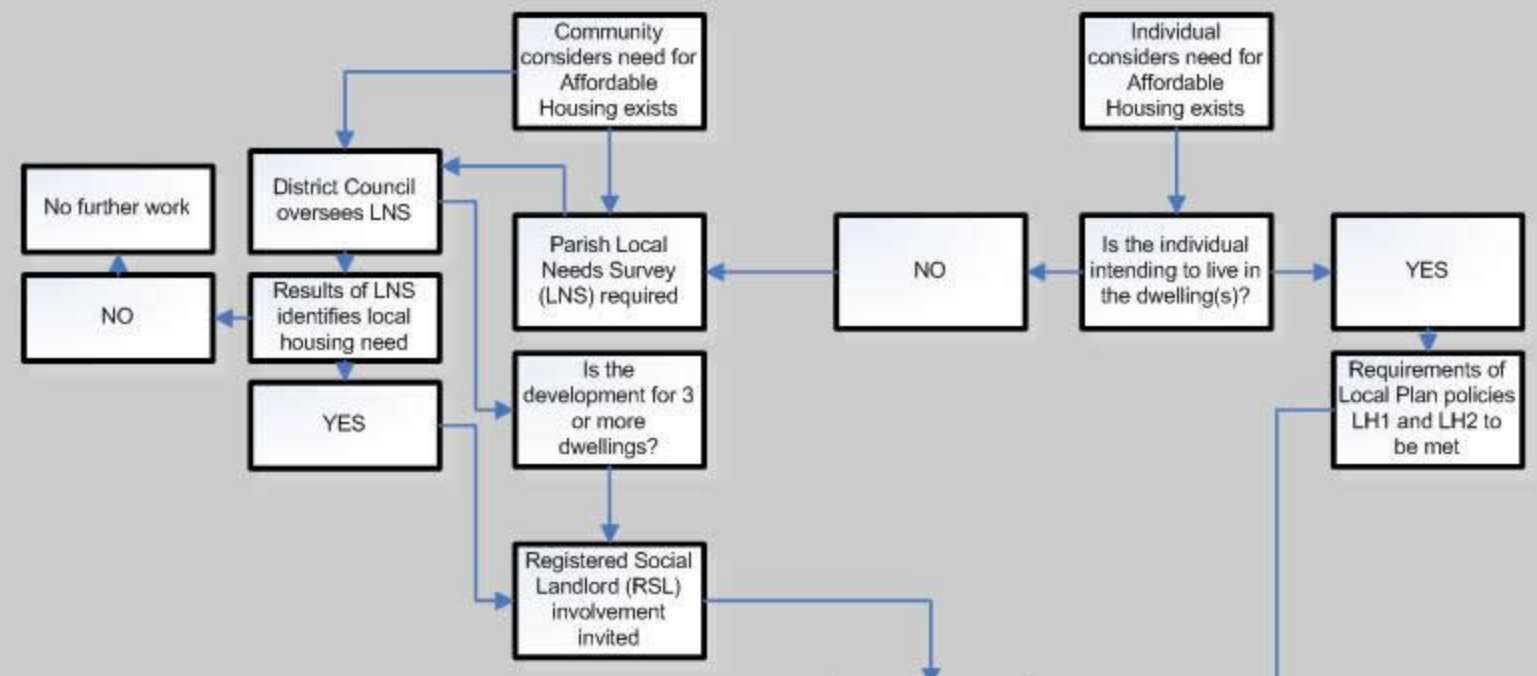 Community
considers need for
Affordable
Housing exists
Individual
considers need for
Affordable
Housing exists
No further work
District Council
oversees LNS
Parish Local
Needs Survey
(LNS) required
NO
Is the individual
intending to live in
the dwelling(s)?
YES
NO
Results of LNS
identifies local
housing need
Is the
development for 3
or more
dwellings?
Requirements of
Local Plan policies
LH1 and LH2 to
be met
YES
Registered Social
Landlord (RSL)
involvement
invited